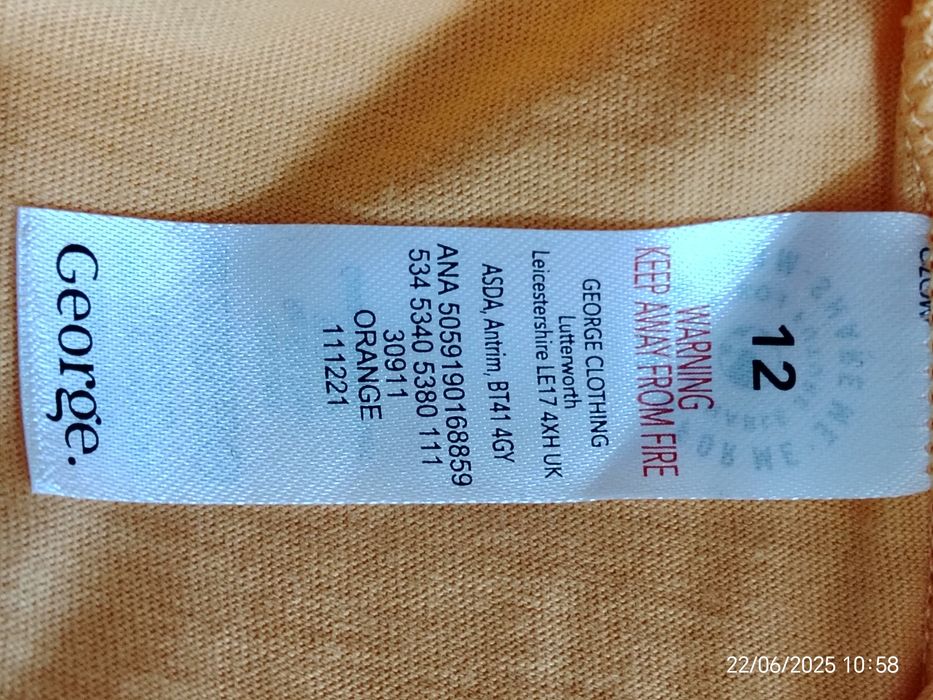 12
WARNING
KEEP AWAY FROM FIRE
GEORGE CLOTHING
Lutterworth
Leicestershire LE17 4XH UK
ASDA, Antrim, BT41 4GY
ANA 5059190168859
534 5340 5380 111
30911
ORANGE
111221
George.
22/06/2025 10:58